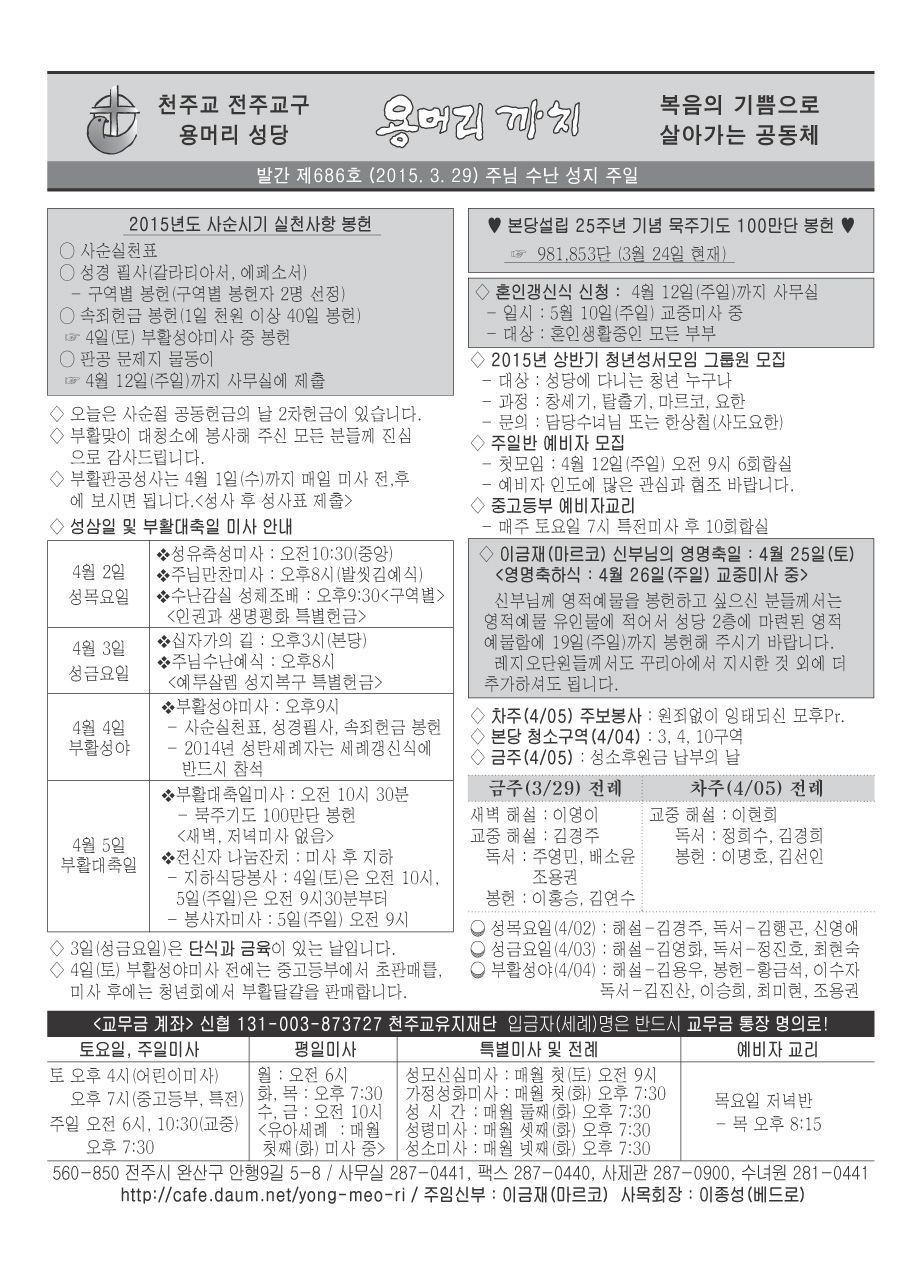 천주교 전주교구
용머리 성당
용머리 까치
복음의 기쁨으로
살아가는 공동체
발간 제686호 (2015. 3. 29) 주님 수난 성지 주일
2015년도 사순시기 실천사항 봉헌
○ 사순실천표
○ 성경 필사(갈라티아서, 에페소서)
- 구역별 봉헌(구역별 봉헌자 2명 선정)
○ 속죄헌금 봉헌(1일 천원 이상 40일 봉헌)
☞ 4일(토) 부활성야미사 중 봉헌
○ 판공 문제지 물동이
☞ 4월 12일(주일)까지 사무실에 제출
◇ 오늘은 사순절 공동헌금의 날 2차헌금이 있습니다.
◇ 부활맞이 대청소에 봉사해 주신 모든 분들께 진심
으로 감사드립니다.
◇ 부활판공성사는 4월 1일(수)까지 매일 미사 전,후
에 보시면 됩니다.<성사 후 성사표 제출>
◇ 성삼일 및 부활대축일 미사 안내
4월 2일
성목요일
❖성유축성미사 : 오전10:30(중앙)
❖주님만찬미사 : 오후8시(발씻김예식)
❖수난감실 성체조배 : 오후9:30<구역별>
<인권과 생명평화 특별헌금>
4월 3일
성금요일
❖십자가의 길 : 오후3시(본당)
❖주님수난예식 : 오후8시
<예루살렘 성지복구 특별헌금>
4월 4일
부활성야
❖부활성야미사 : 오후9시
- 사순실천표, 성경필사, 속죄헌금 봉헌
- 2014년 성탄세례자는 세례갱신식에
반드시 참석
4월 5일
부활대축일
❖부활대축일미사 : 오전 10시 30분
- 묵주기도 100만단 봉헌
<새벽, 저녁미사 없음>
❖전신자 나눔잔치 : 미사 후 지하
- 지하식당봉사 : 4일(토)은 오전 10시,
5일(주일)은 오전 9시30분부터
- 봉사자미사 : 5일(주일) 오전 9시
◇ 3일(성금요일)은 단식과 금육이 있는 날입니다.
◇ 4일(토) 부활성야미사 전에는 중고등부에서 초판매를,
미사 후에는 청년회에서 부활달걀을 판매합니다.
♥ 본당설립 25주년 기념 묵주기도 100만단 봉헌 ♥
☞ 981,853단 (3월 24일 현재)
◇ 혼인갱신식 신청 : 4월 12일(주일)까지 사무실
- 일시 : 5월 10일(주일) 교중미사 중
- 대상 : 혼인생활중인 모든 부부
◇ 2015년 상반기 청년성서모임 그룹원 모집
- 대상 : 성당에 다니는 청년 누구나
- 과정 : 창세기, 탈출기, 마르코, 요한
- 문의 : 담당수녀님 또는 한상철(사도요한)
◇ 주일반 예비자 모집
- 첫모임 : 4월 12일(주일) 오전 9시 6회합실
- 예비자 인도에 많은 관심과 협조 바랍니다.
◇ 중고등부 예비자교리
- 매주 토요일 7시 특전미사 후 10회합실
◇ 이금재(마르코) 신부님의 영명축일 : 4월 25일(토)
<영명축하식 : 4월 26일(주일) 교중미사 중>
신부님께 영적예물을 봉헌하고 싶으신 분들께서는
영적예물 유인물에 적어서 성당 2층에 마련된 영적
예물함에 19일(주일)까지 봉헌해 주시기 바랍니다.
레지오단원들께서도 꾸리아에서 지시한 것 외에 더
추가하셔도 됩니다.
◇ 차주(4/05) 주보봉사 : 원죄없이 잉태되신 모후Pr.
◇ 본당 청소구역(4/04) : 3, 4, 10구역
◇ 금주(4/05) : 성소후원금 납부의 날
금주(3/29) 전례
차주(4/05) 전례
새벽 해설 : 이영이
교중 해설 : 김경주
독서 : 주영민, 배소윤
조용권
봉헌 : 이홍승, 김연수
교중 해설 : 이현희
독서 : 정희수, 김경희
봉헌 : 이명호, 김선인
성목요일(4/02) : 해설-김경주, 독서-김행곤, 신영애
성금요일(4/03) : 해설-김영화, 독서-정진호, 최현숙
부활성야(4/04) : 해설-김용우, 봉헌-황금석, 이수자
독서-김진산, 이승희, 최미현, 조용권
<교무금 계좌> 신협 131-003-873727 천주교유지재단 입금자(세례)명은 반드시 교무금 통장 명의로!
토요일, 주일미사
평일미사
특별미사 및 전례
예비자 교리
토 오후 4시(어린이미사)
오후 7시(중고등부, 특전)
주일 오전 6시, 10:30(교중)
오후 7:30
월 : 오전 6시
화, 목 : 오후 7:30
수, 금 : 오전 10시
<유아세례 : 매월
첫째(화) 미사 중>
성모신심미사 : 매월 첫(토) 오전 9시
가정성화미사 : 매월 첫(화) 오후 7:30
성 시 간 : 매월 둘째(화) 오후 7:30
성령미사 : 매월 셋째(화) 오후 7:30
성소미사 : 매월 넷째(화) 오후 7:30
목요일 저녁반
- 목 오후 8:15
560-850 전주시 완산구 안행9길 5-8 / 사무실 287-0441, 팩스 287-0440, 사제관 287-0900, 수녀원 281-0441
http://cafe.daum.net/yong-meo-ri / 주임신부 : 이금재(마르코) 사목회장 : 이종성(베드로)